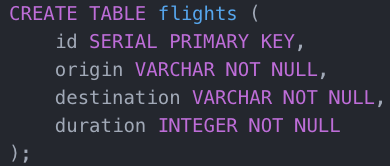 CREATE TABLE flights (
    id SERIAL PRIMARY KEY,
    origin VARCHAR NOT NULL,
    destination VARCHAR NOT NULL,
    duration INTEGER NOT NULL
);